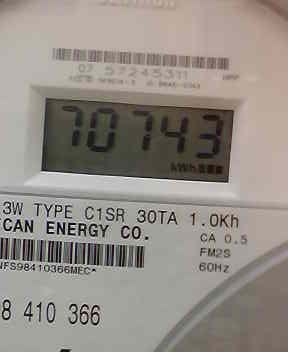 07 57245311
70743
kWh
3W TYPE C1SR 30TA 1.0Kh
CAN ENERGY CO.
CA 0.5
FM2S
NFS98410366MEC*
60Hz
8 410 366